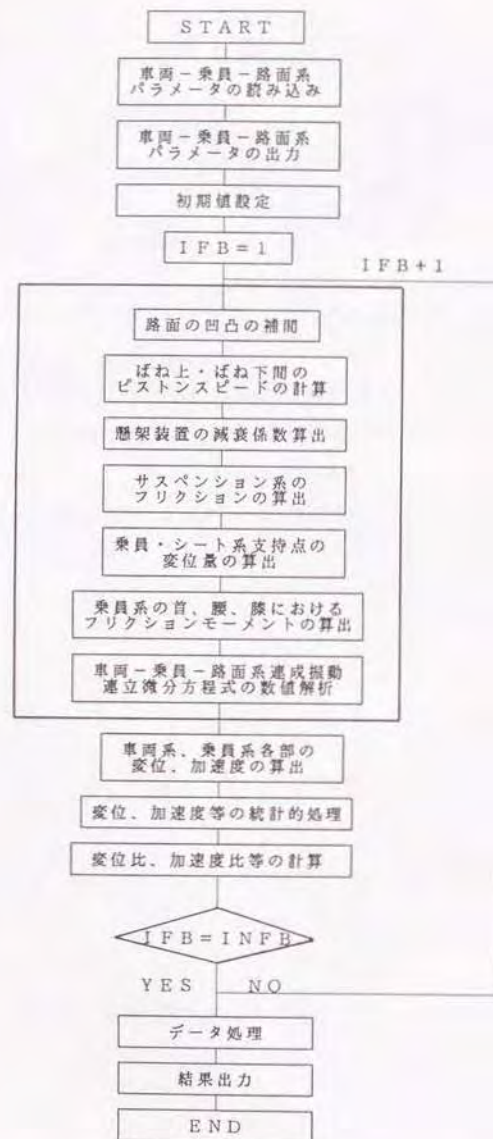 START
車両－乗員－路面系
パラメータの読み込み
車両－乗員－路面系
パラメータの出力
初期値設定
IFB=1
IFB+1
路面の凹凸の補間
ばね上・ばね下間の
ピストンスピードの計算
懸架装置の減衰係数算出
サスペンション系の
フリクションの算出
乗員・シート系支持点の
変位量の算出
乗員系の首、腰、膝における
フリクションモーメントの算出
車両－乗員－路面系連成振動
連立微分方程式の数値解析
車両系、乗員系各部の
変位、加速度の算出
変位、加速度等の統計的処理
変位比、加速度比等の計算
IFB=INFB
YES NO
データ処理
結果出力
END